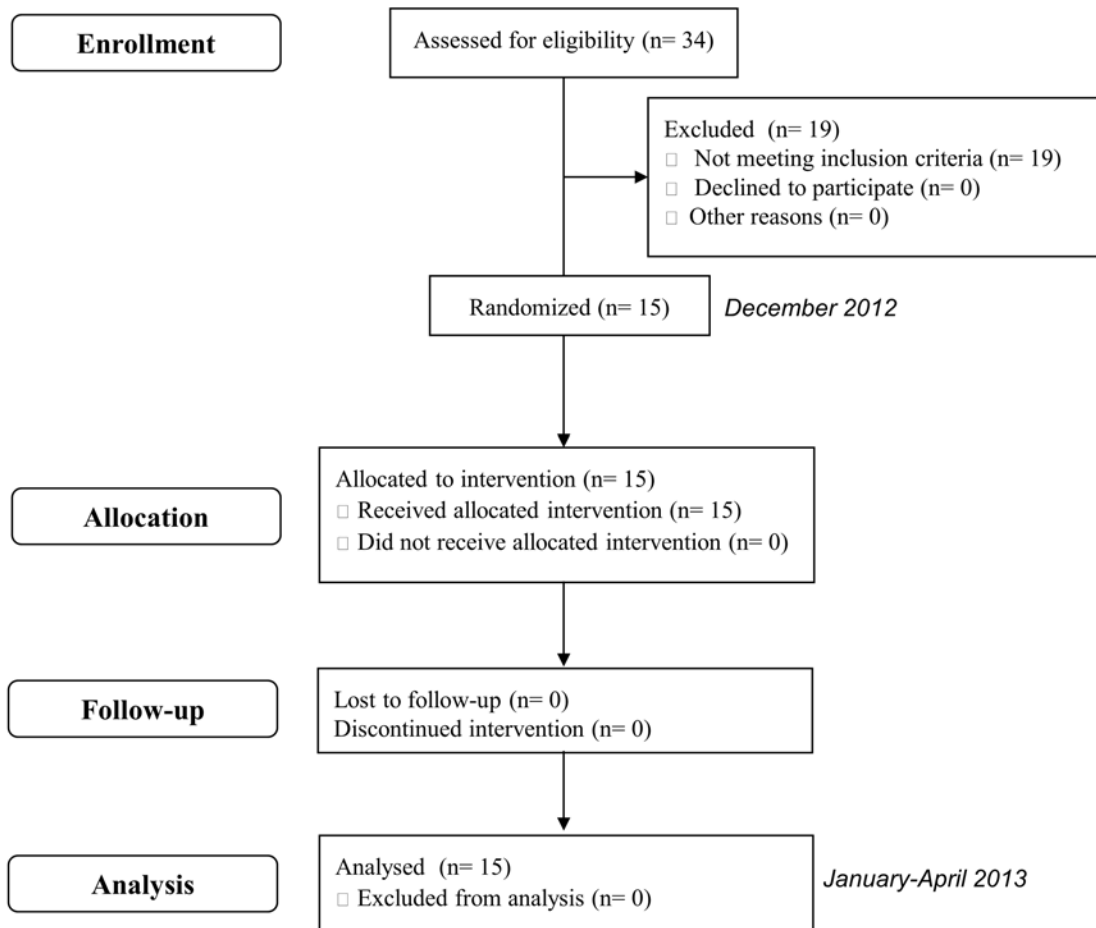 Enrollment
Assessed for eligibility (n= 34)
Excluded (n= 19)
□ Not meeting inclusion criteria (n= 19)
□ Declined to participate (n= 0)
□ Other reasons (n= 0)
Randomized (n= 15)
December 2012
Allocation
Allocated to intervention (n= 15)
□ Received allocated intervention (n= 15)
□ Did not receive allocated intervention (n= 0)
Follow-up
Lost to follow-up (n= 0)
Discontinued intervention (n= 0)
Analysis
Analysed (n= 15)
□ Excluded from analysis (n= 0)
January-April 2013